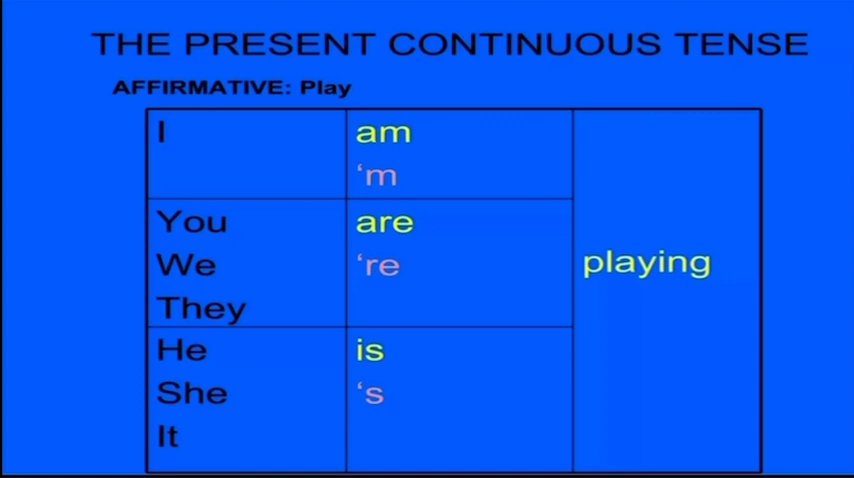 THE PRESENT CONTINUOUS TENSE
AFFIRMATIVE: Play
I am
‘m
You are
We ‘re
playing
They
He is
She ‘s
It